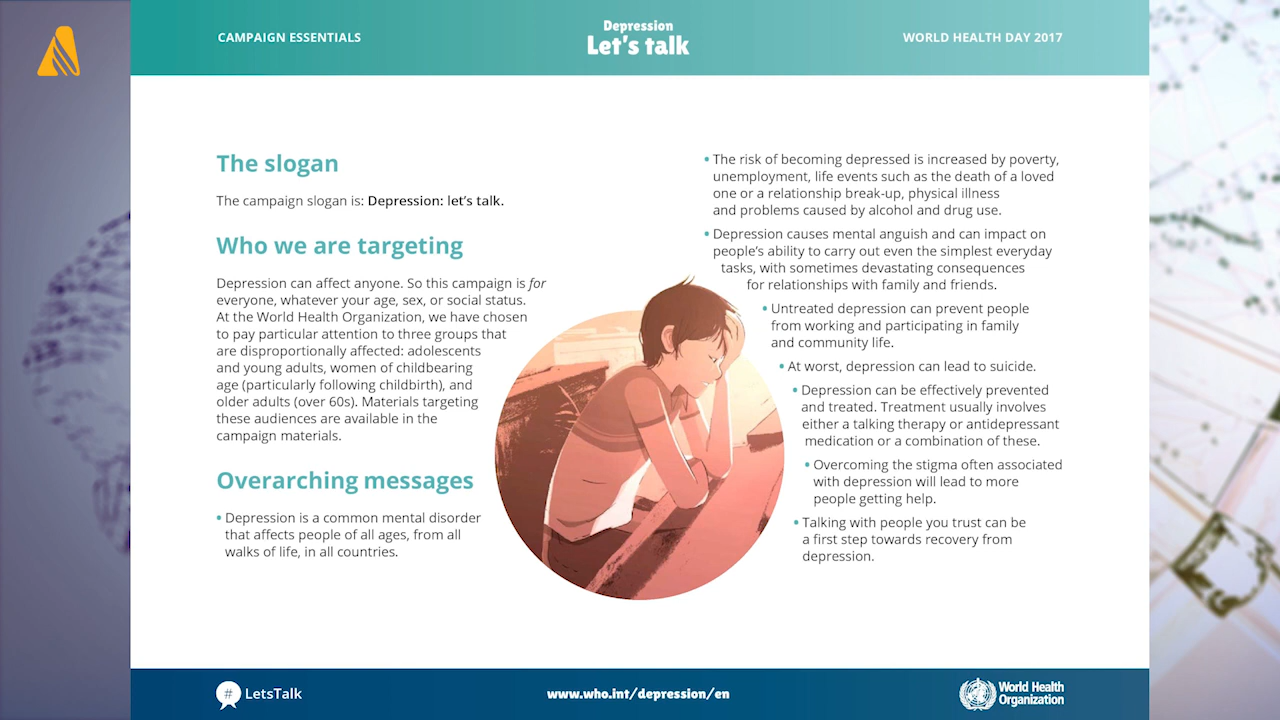 CAMPAIGN ESSENTIALS
Depression
Let's talk
WORLD HEALTH DAY 2017
The slogan
The campaign slogan is: Depression: let's talk.
Who we are targeting
Depression can affect anyone. So this campaign is for
everyone, whatever your age, sex, or social status.
At the World Health Organization, we have chosen
to pay particular attention to three groups that
are disproportionally affected: adolescents
and young adults, women of childbearing
age (particularly following childbirth), and
older adults (over 60s). Materials targeting
these audiences are available in the
campaign materials.
Overarching messages
• Depression is a common mental disorder
that affects people of all ages, from all
walks of life, in all countries.
• The risk of becoming depressed is increased by poverty,
unemployment, life events such as the death of a loved
one or a relationship break-up, physical illness
and problems caused by alcohol and drug use.
• Depression causes mental anguish and can impact on
people's ability to carry out even the simplest everyday
tasks, with sometimes devastating consequences
for relationships with family and friends.
• Untreated depression can prevent people
from working and participating in family
and community life.
• At worst, depression can lead to suicide.
• Depression can be effectively prevented
and treated. Treatment usually involves
either a talking therapy or antidepressant
medication or a combination of these.
• Overcoming the stigma often associated
with depression will lead to more
people getting help.
• Talking with people you trust can be
a first step towards recovery from
depression.
# LetsTalk
www.who.int/depression/en
World Health
Organization